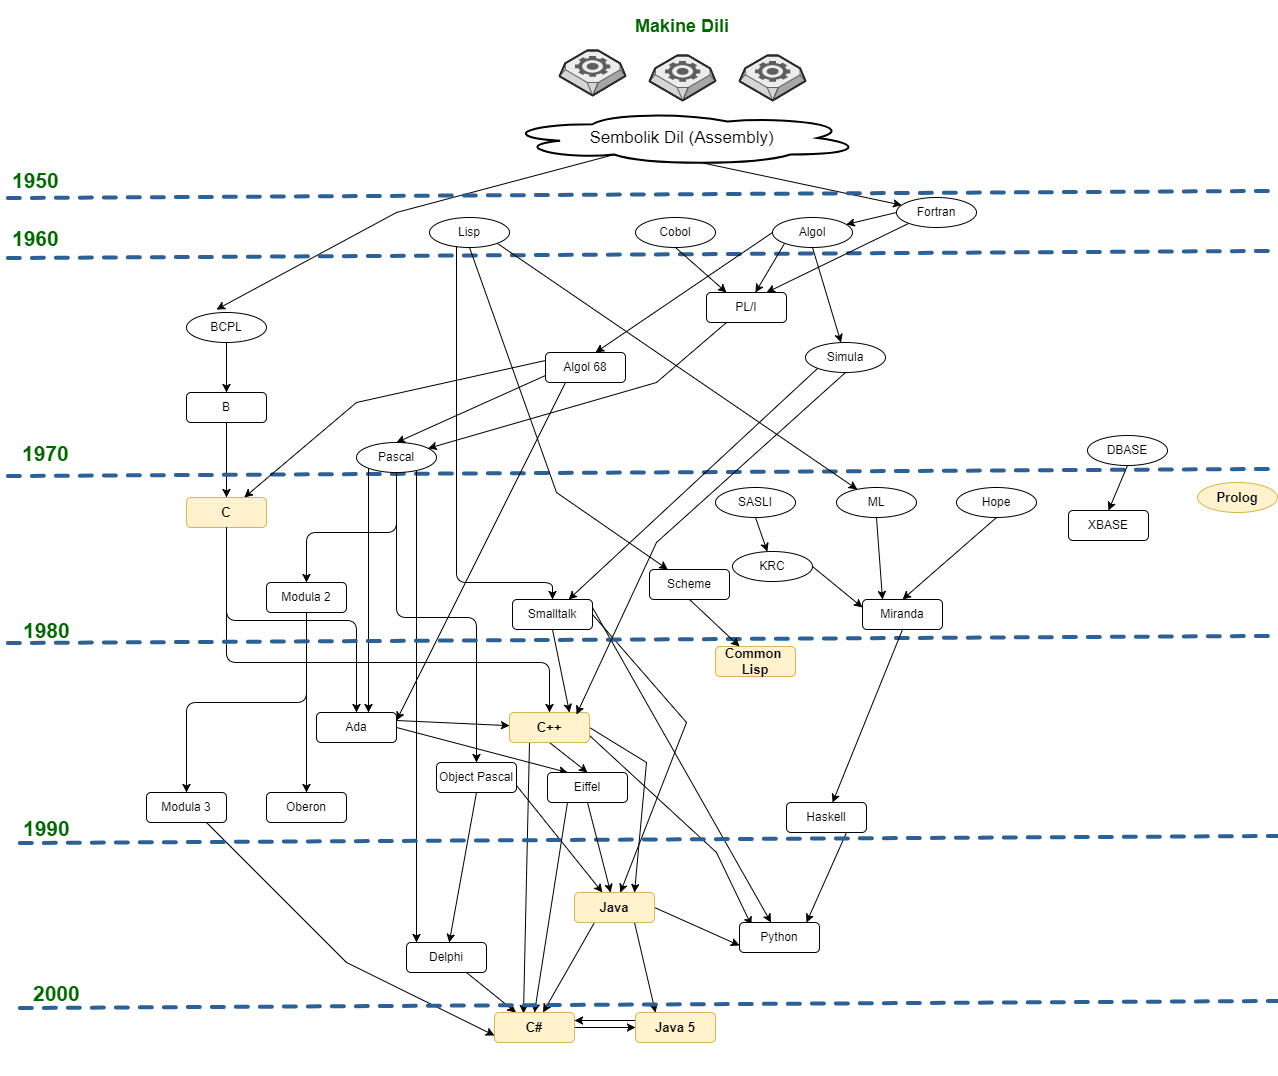 Makine Dili
Sembolik Dil (Assembly)
1950
Fortran
1960
Lisp
Cobol
Algol
PL/I
BCPL
Simula
Algol 68
B
1970
Pascal
DBASE
C
SASLI
ML
Hope
Prolog
XBASE
KRC
Scheme
Modula 2
Smalltalk
Miranda
1980
Common
Lisp
Ada
C++
Object Pascal
Eiffel
Modula 3
Oberon
Haskell
1990
Java
Python
Delphi
2000
C#
Java 5